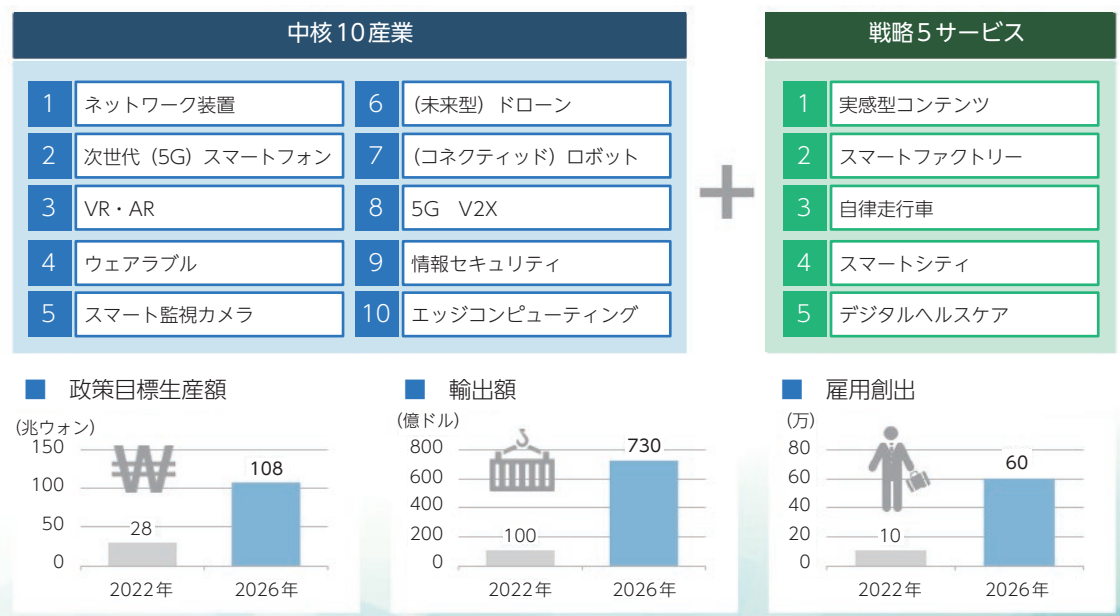 中核10産業
1 ネットワーク装置
2 次世代（5G）スマートフォン
3 VR・AR
4 ウェアラブル
5 スマート監視カメラ
6 （未来型）ドローン
7 （コネクティッド）ロボット
8 5G　V2X
9 情報セキュリティ
10 エッジコンピューティング
+
戦略5サービス
1 実感型コンテンツ
2 スマートファクトリー
3 自律走行車
4 スマートシティ
5 デジタルヘルスケア
■ 政策目標生産額
（兆ウォン）
150
100
50
0
₩
28
108
2022年
2026年
■ 輸出額
（億ドル）
800
600
400
200
0
100
730
2022年
2026年
■ 雇用創出
（万）
80
60
40
20
0
10
60
2022年
2026年